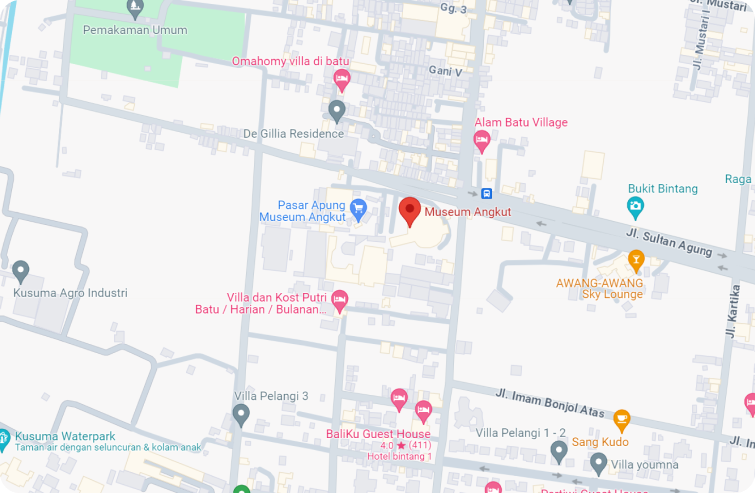 Gg. 3
Jl. Mustari
Jl. Mustari I
Pemakaman Umum
Omahomy villa di batu
Gani V
De Gillia Residence
Alam Batu Village
Raga
Bukit Bintang
Pasar Apung
Museum Angkut
Museum Angkut
Jl. Sultan Agung
Kusuma Agro Industri
AWANG-AWANG
Sky Lounge
Villa dan Kost Putri
Batu / Harian / Bulanan...
Jl. Kartika
Villa Pelangi 3
Jl. Imam Bonjol Atas
BaliKu Guest House
4.0 ★ (411)
Hotel bintang 1
Villa Pelangi 1 - 2
Sang Kudo
Jl. Im
Kusuma Waterpark
Taman air dengan seluncuran & kolam anak
Villa youmna